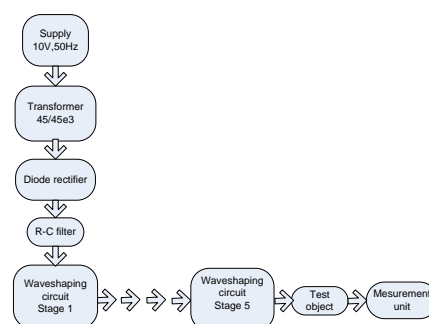 Supply
10V,50Hz
Transformer
45/45e3
Diode rectifier
R-C filter
Waveshaping
circuit
Stage 1
Waveshaping
circuit
Stage 5
Test
object
Mesurement
unit